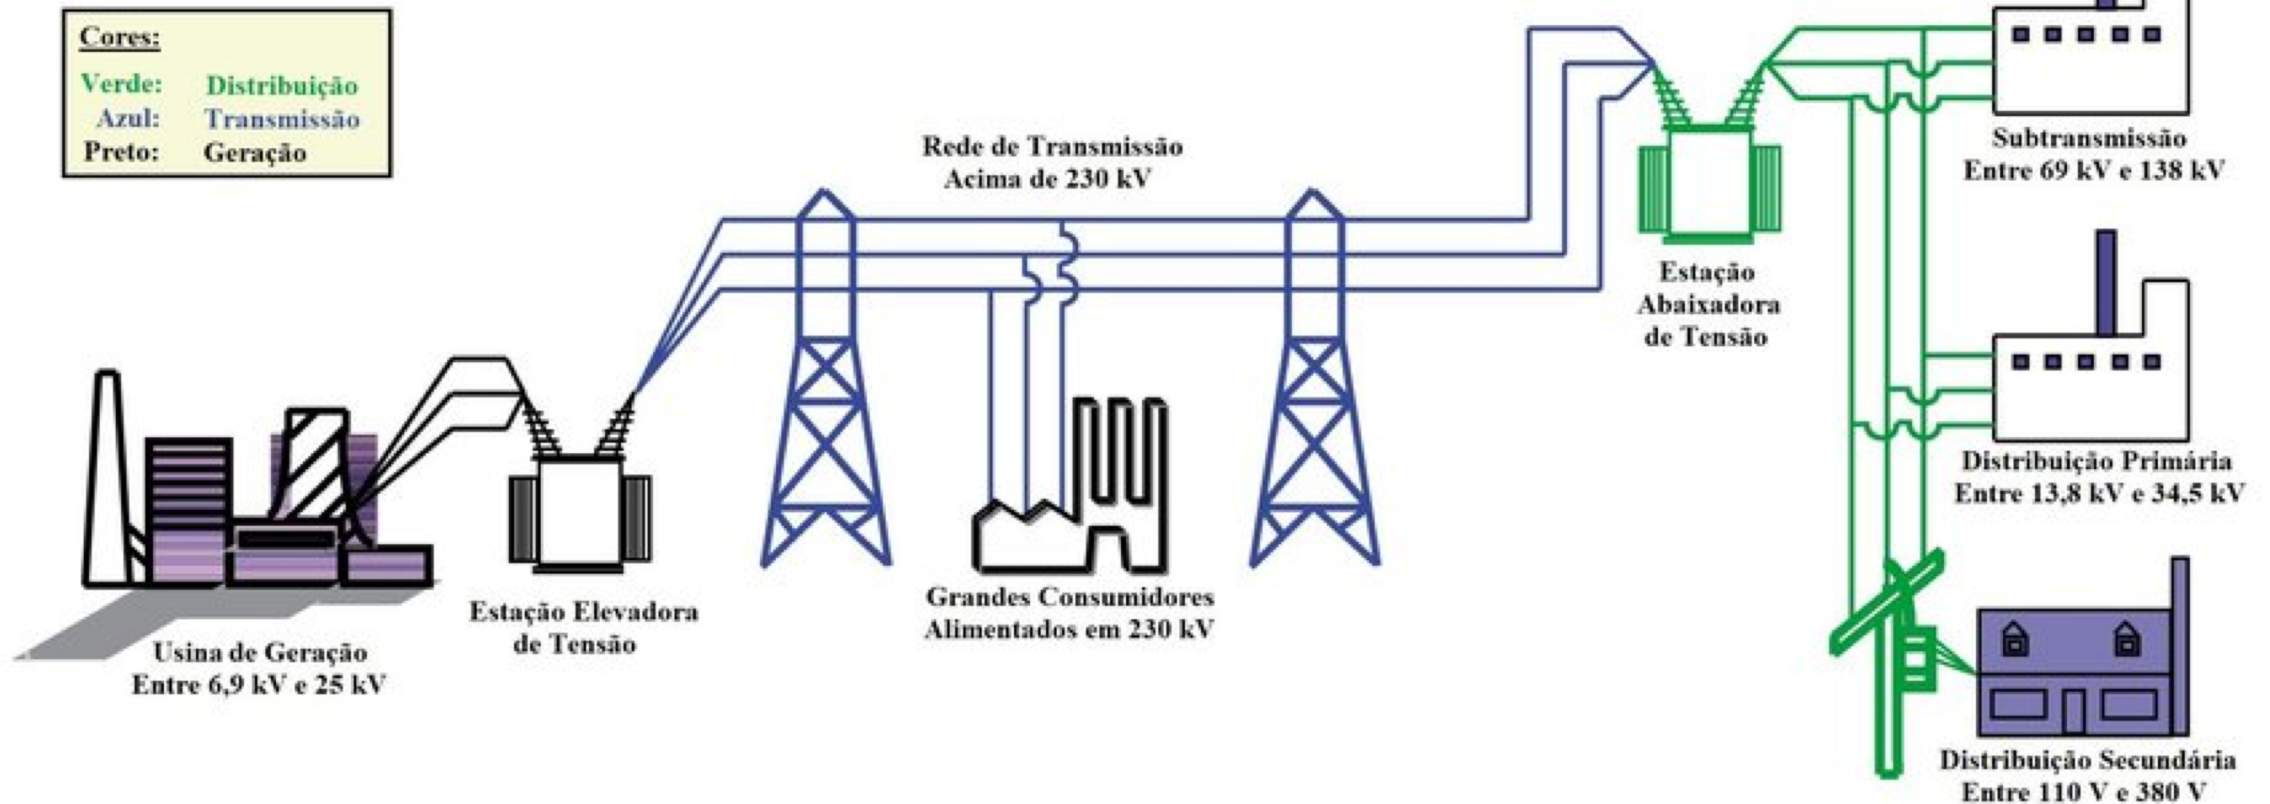 Cores:
Verde: Distribuição
Azul: Transmissão
Preto: Geração
Rede de Transmissão
Acima de 230 kV
Subtransmissão
Entre 69 kV e 138 kV
Estação
Abaixadora
de Tensão
Distribuição Primária
Entre 13,8 kV e 34,5 kV
Grandes Consumidores
Alimentados em 230 kV
Estação Elevadora
de Tensão
Usina de Geração
Entre 6,9 kV e 25 kV
Distribuição Secundária
Entre 110 V e 380 V